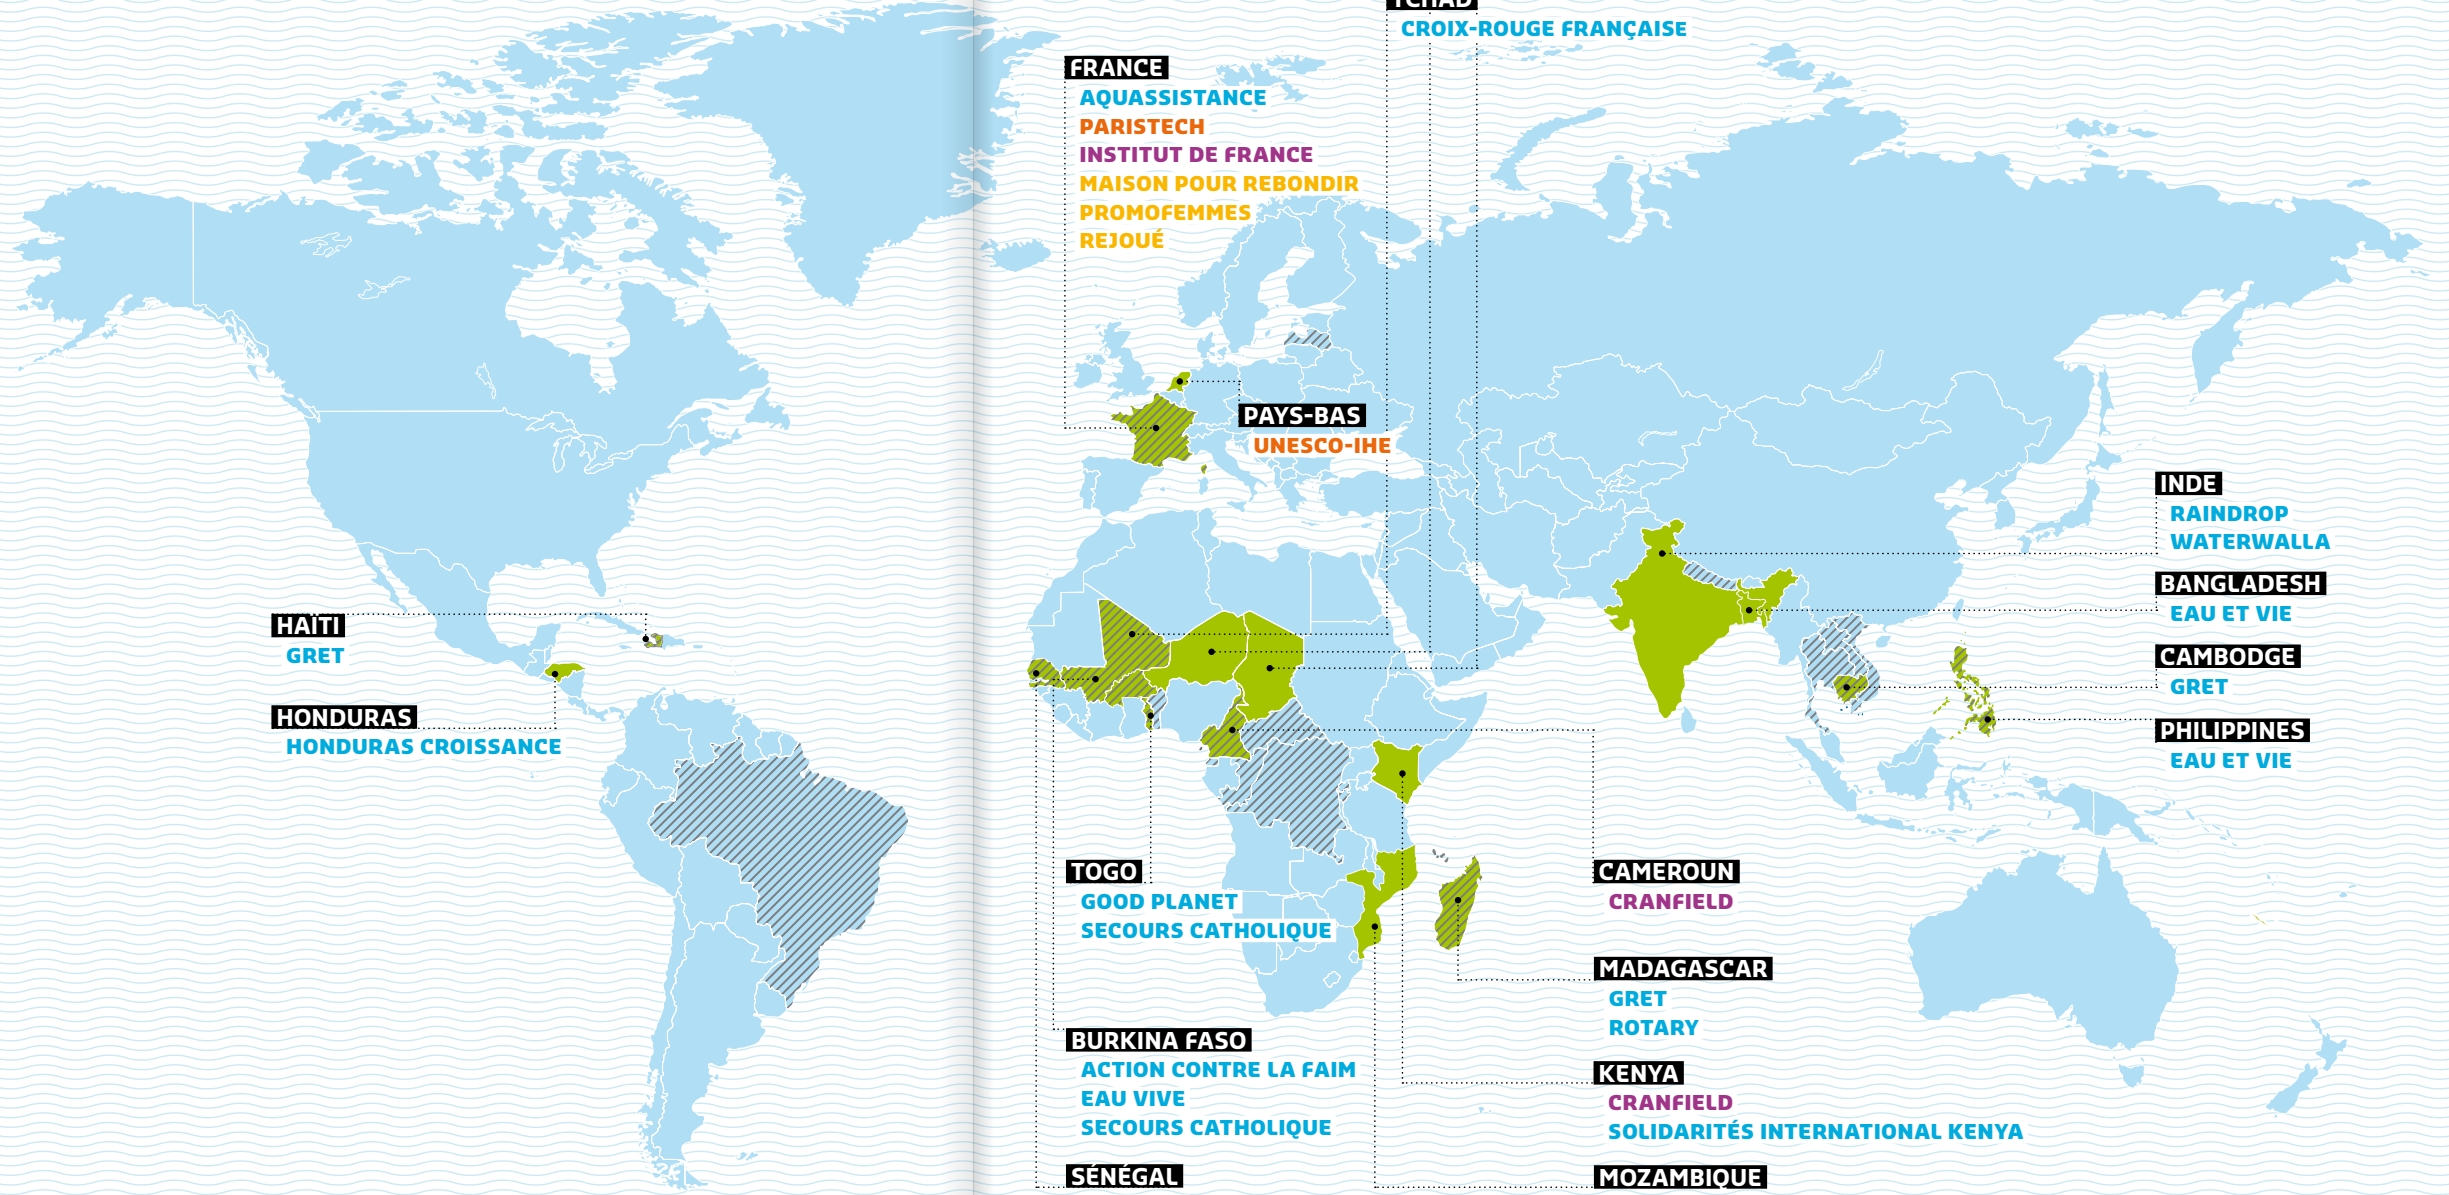 TCHAD
CROIX-ROUGE FRANÇAISE
FRANCE
AQUASSISTANCE
PARISTECH
INSTITUT DE FRANCE
MAISON POUR REBONDIR
PROMOFEMMES
REJOUÉ
PAYS-BAS
UNESCO-IHE
INDE
RAINDROP
WATERWALLA
BANGLADESH
EAU ET VIE
CAMBODGE
GRET
PHILIPPINES
EAU ET VIE
HAÏTI
GRET
HONDURAS
HONDURAS CROISSANCE
TOGO
GOOD PLANET
SECOURS CATHOLIQUE
BURKINA FASO
ACTION CONTRE LA FAIM
EAU VIVE
SECOURS CATHOLIQUE
SÉNÉGAL
CAMEROUN
CRANFIELD
MADAGASCAR
GRET
ROTARY
KENYA
CRANFIELD
SOLIDARITÉS INTERNATIONAL KENYA
MOZAMBIQUE